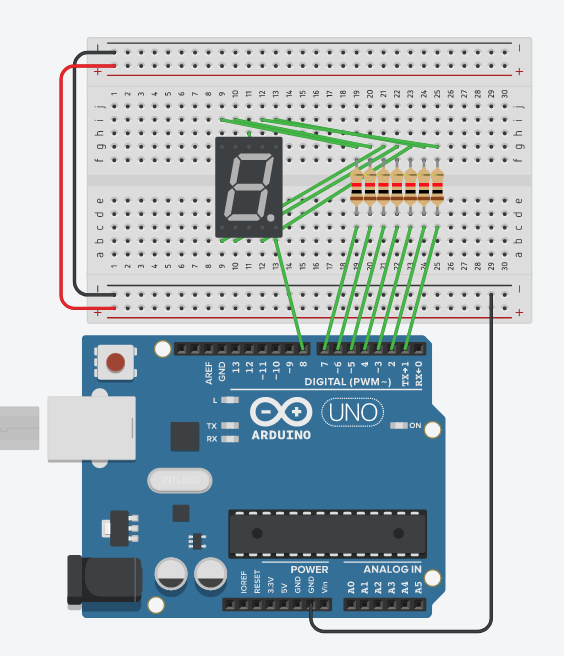 − −
+ +
1 2 3 4 5 6 7 8 9 10 11 12 13 14 15 16 17 18 19 20 21 22 23 24 25 26 27 28 29 30
j j
i i
h h
g g
f f
e e
d d
c c
b b
a a
1 2 3 4 5 6 7 8 9 10 11 12 13 14 15 16 17 18 19 20 21 22 23 24 25 26 27 28 29 30
− −
+ +
AREF GND 13 12 ~11 ~10 ~9 8 7 ~6 ~5 4 ~3 2 TX→1 RX←0
DIGITAL (PWM~)
L
TX
RX
ARDUINO
UNO
ON
POWER ANALOG IN
IOREF RESET 3.3V 5V GND GND Vin A0 A1 A2 A3 A4 A5